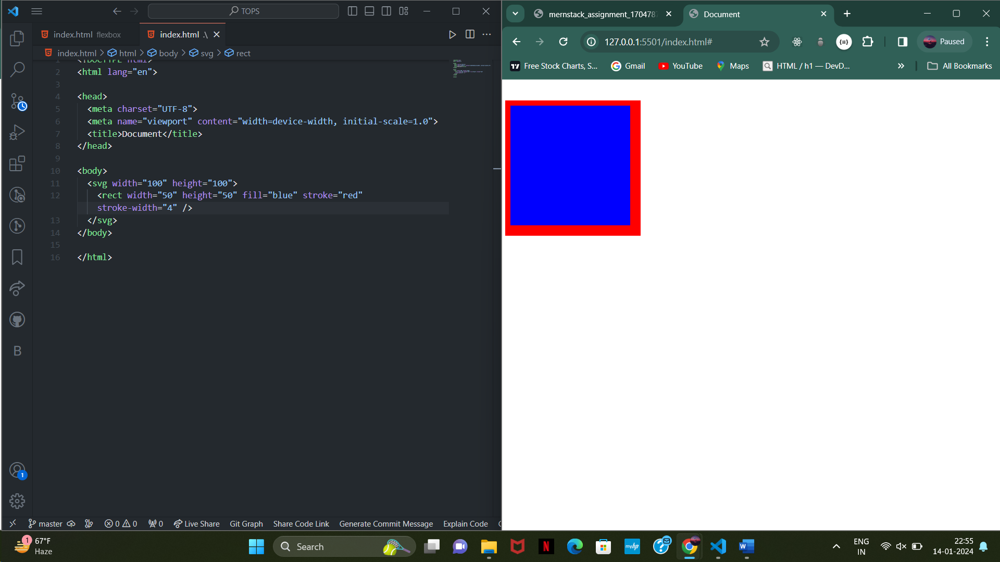 TOPS
index.html flexbox
index.html .\
index.html > html > body > svg > rect
1 <!DOCTYPE html>
2 <html lang="en">
3
4 <head>
5 <meta charset="UTF-8">
6 <meta name="viewport" content="width=device-width, initial-scale=1.0">
7 <title>Document</title>
8 </head>
9
10 <body>
11 <svg width="100" height="100">
12 <rect width="50" height="50" fill="blue" stroke="red"
stroke-width="4" />
13 </svg>
14 </body>
15
16 </html>
B
1
master
0 0
0
Live Share
Git Graph
Share Code Link
Generate Commit Message
Explain Code
mernstack_assignment_170478
Document
127.0.0.1:5501/index.html#
Paused
Free Stock Charts, S...
Gmail
YouTube
Maps
HTML / h1 — DevD...
All Bookmarks
1
67°F
Haze
Search
N
myhp
W
ENG
IN
22:55
14-01-2024